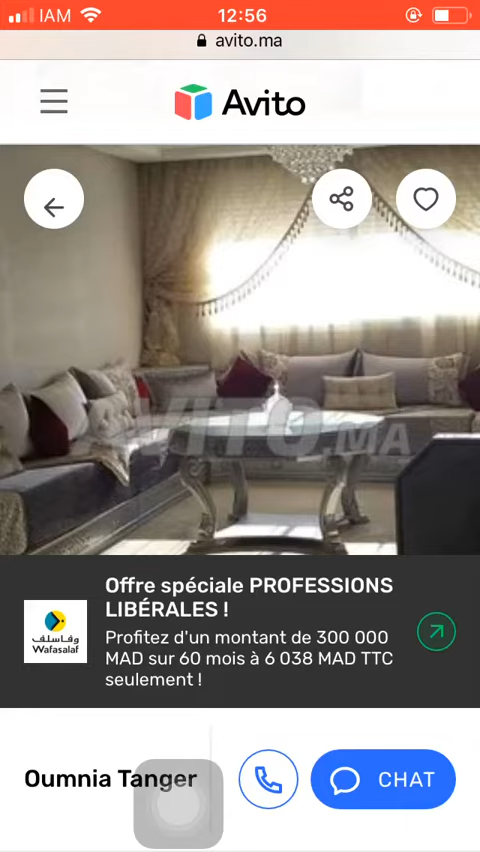 IAM 12:56
avito.ma
Avito
AVITO.MA
Offre spéciale PROFESSIONS
LIBÉRALES !
وفاسلف
Wafasalaf
Profitez d'un montant de 300 000
MAD sur 60 mois à 6 038 MAD TTC
seulement !
Oumnia Tanger
CHAT